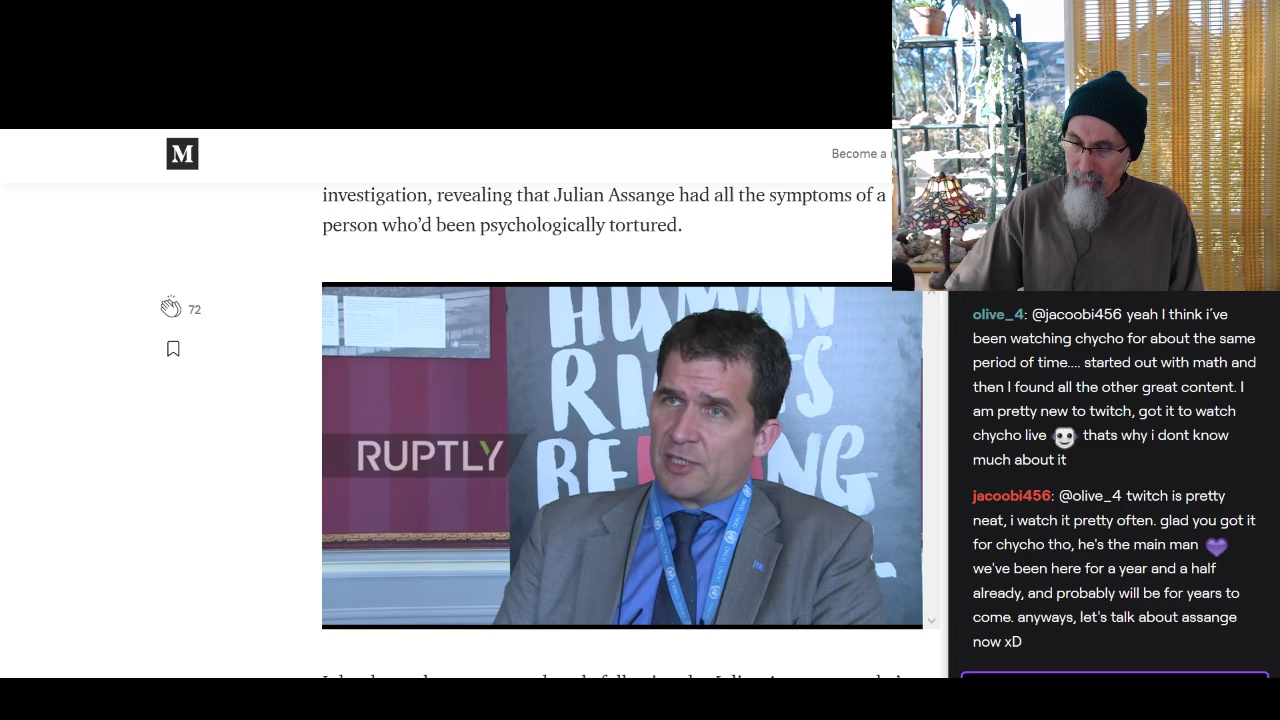 M
Become a
investigation, revealing that Julian Assange had all the symptoms of a
person who’d been psychologically tortured.
72
HUMAN
RUPTLY
olive_4: @jacoobi456 yeah I think i´ve
been watching chycho for about the same
period of time.... started out with math and
then I found all the other great content. I
am pretty new to twitch, got it to watch
chycho live thats why i dont know
much about it
jacoobi456: @olive_4 twitch is pretty
neat, i watch it pretty often. glad you got it
for chycho tho, he's the main man
we've been here for a year and a half
already, and probably will be for years to
come. anyways, let's talk about assange
now xD